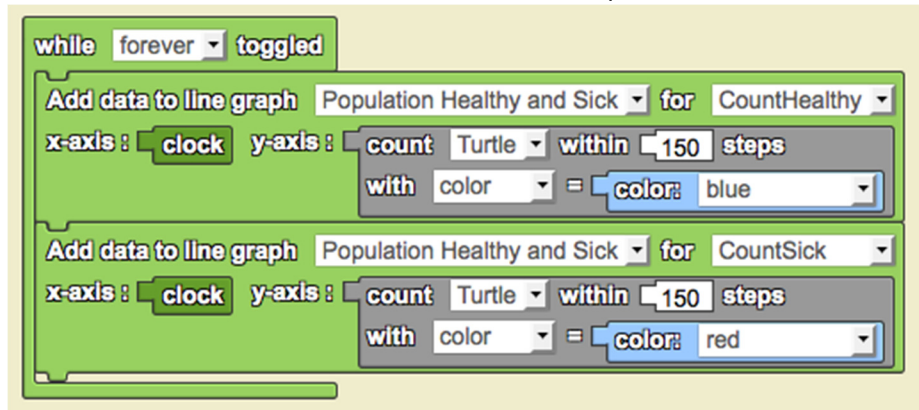 while forever toggled
Add data to line graph Population Healthy and Sick for CountHealthy
x-axis : clock y-axis : count Turtle within 150 steps
with color = color: blue
Add data to line graph Population Healthy and Sick for CountSick
x-axis : clock y-axis : count Turtle within 150 steps
with color = color: red